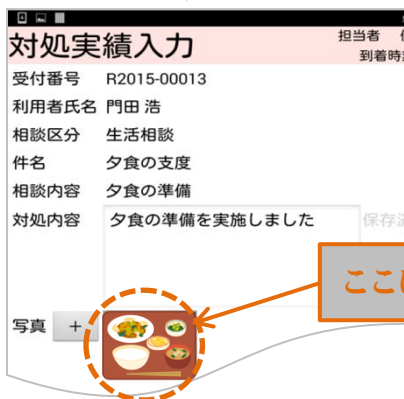 対処実績入力
担当者
到着時
受付番号 R2015-00013
利用者氏名 門田 浩
相談区分 生活相談
件名 夕食の支度
相談内容 夕食の準備
対処内容 夕食の準備を実施しました 保存済
ここに
写真 +